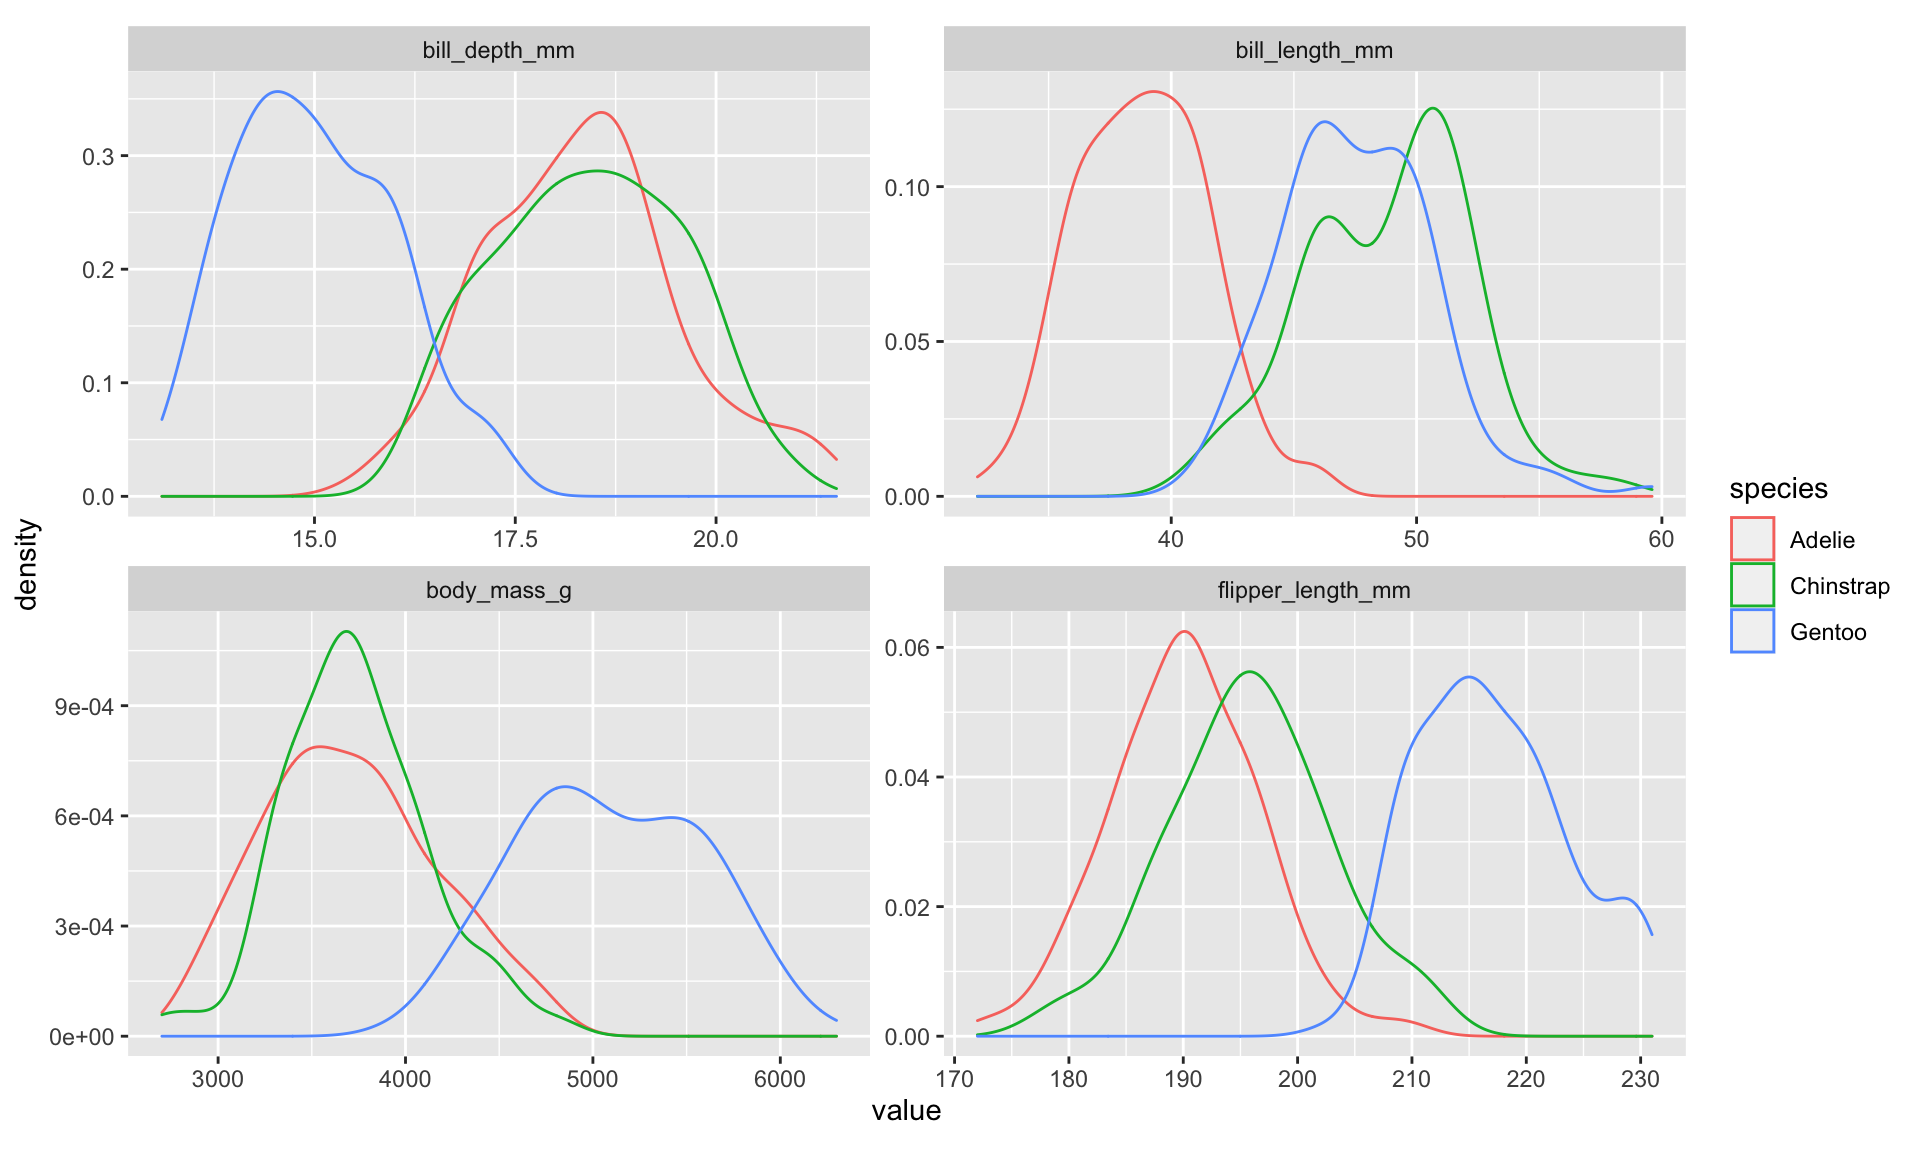 bill_depth_mm
bill_length_mm
0.3
0.2
0.1
0.0
0.10
0.05
0.00
15.0 17.5 20.0
40 50 60
body_mass_g
flipper_length_mm
9e-04
6e-04
3e-04
0e+00
0.06
0.04
0.02
0.00
3000 4000 5000 6000
170 180 190 200 210 220 230
density
value
species
Adelie
Chinstrap
Gentoo